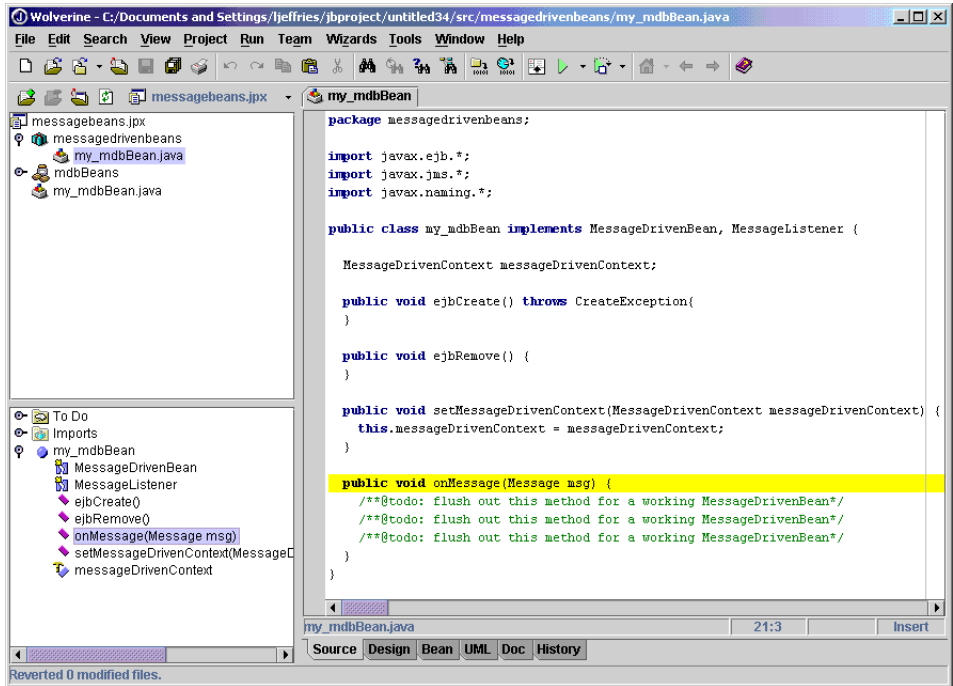 Wolverine - C:/Documents and Settings/ljeffries/jbproject/untitled34/src/messagedrivenbeans/my_mdbBean.java
File Edit Search View Project Run Team Wizards Tools Window Help
messagebeans.jpx
messagebeans.jpx
messagedrivenbeans
my_mdbBean.java
mdbBeans
my_mdbBean.java
To Do
Imports
my_mdbBean
MessageDrivenBean
MessageListener
ejbCreate()
ejbRemove()
onMessage(Message msg)
setMessageDrivenContext(MessageD
messageDrivenContext
my_mdbBean
package messagedrivenbeans;
import javax.ejb.*;
import javax.jms.*;
import javax.naming.*;
public class my_mdbBean implements MessageDrivenBean, MessageListener {
MessageDrivenContext messageDrivenContext;
public void ejbCreate() throws CreateException{
}
public void ejbRemove() {
}
public void setMessageDrivenContext(MessageDrivenContext messageDrivenContext) {
this.messageDrivenContext = messageDrivenContext;
}
public void onMessage(Message msg) {
/**@todo: flush out this method for a working MessageDrivenBean*/
/**@todo: flush out this method for a working MessageDrivenBean*/
/**@todo: flush out this method for a working MessageDrivenBean*/
}
}
my_mdbBean.java 21:3 Insert
Source Design Bean UML Doc History
Reverted 0 modified files.